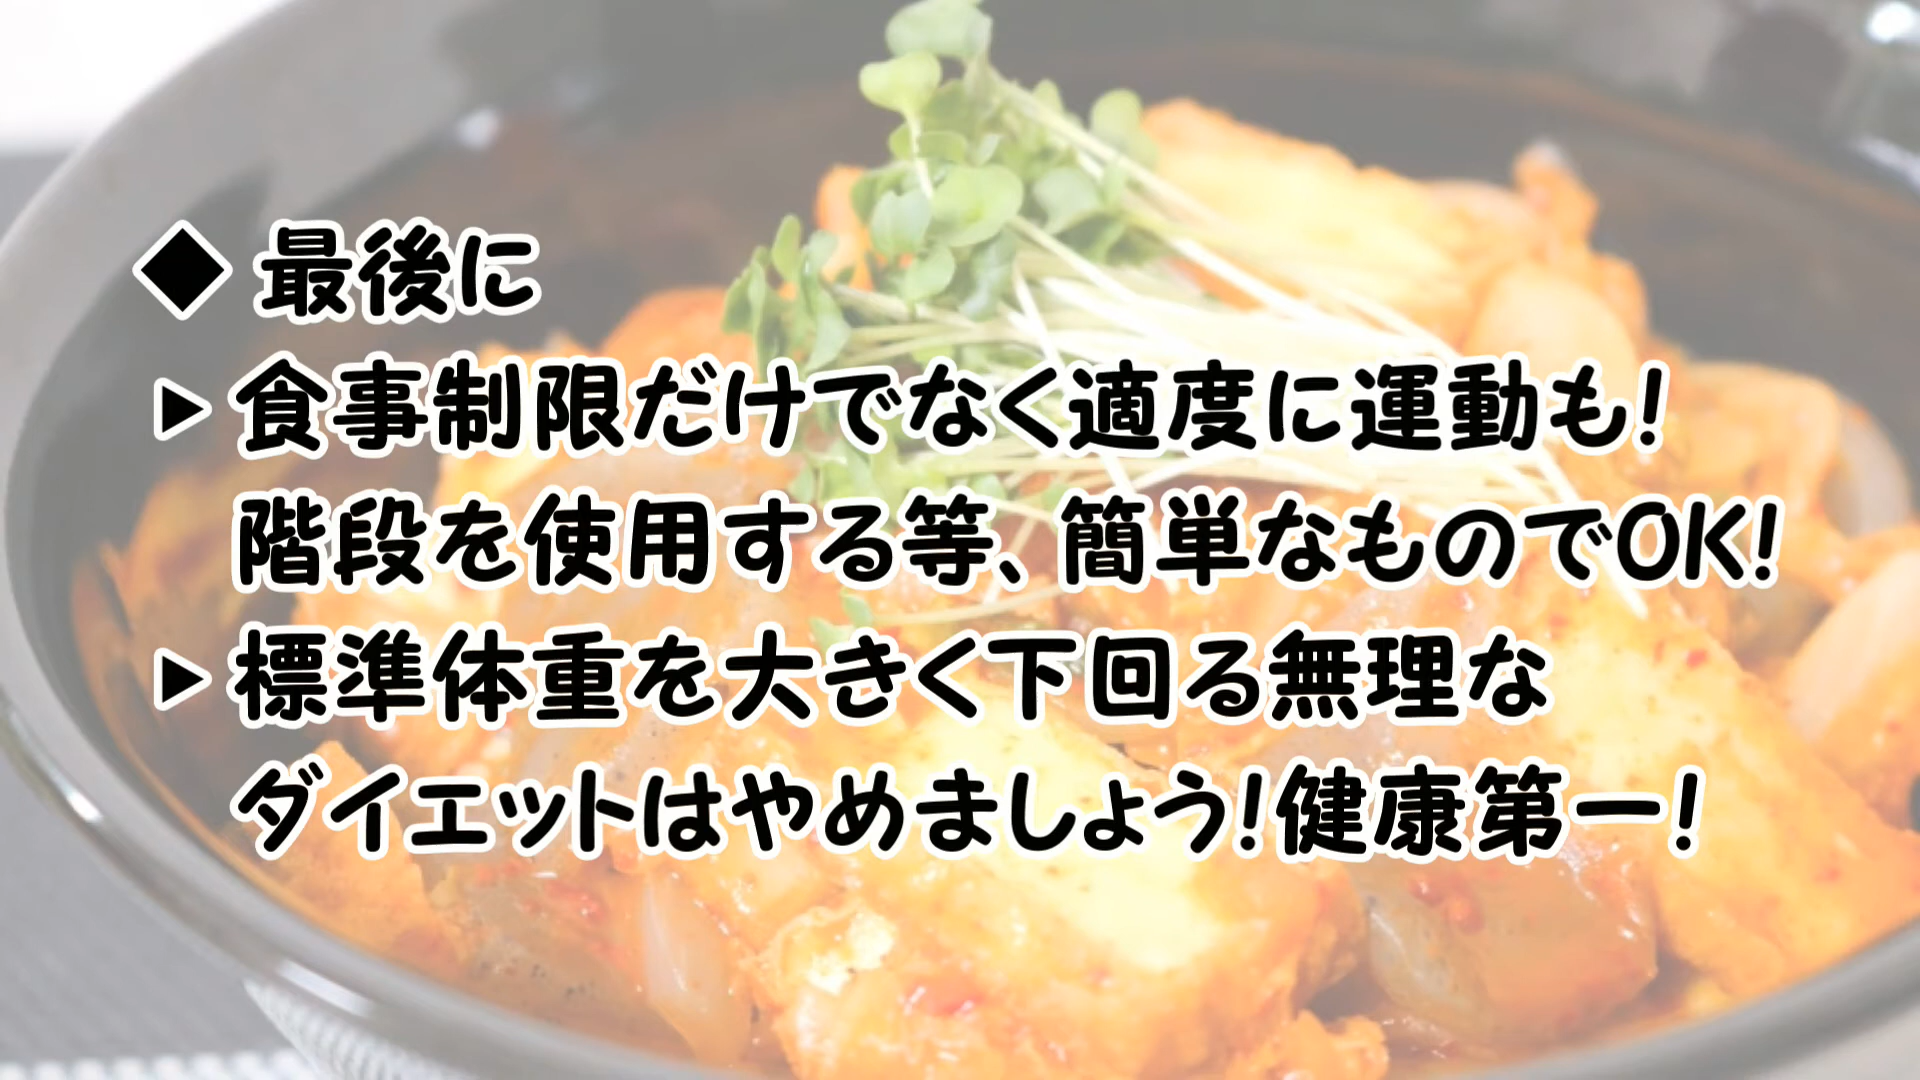 ◆ 最後に
▶ 食事制限だけでなく適度に運動も!
階段を使用する等、簡単なものでOK!
▶ 標準体重を大きく下回る無理な
ダイエットはやめましょう!健康第一!